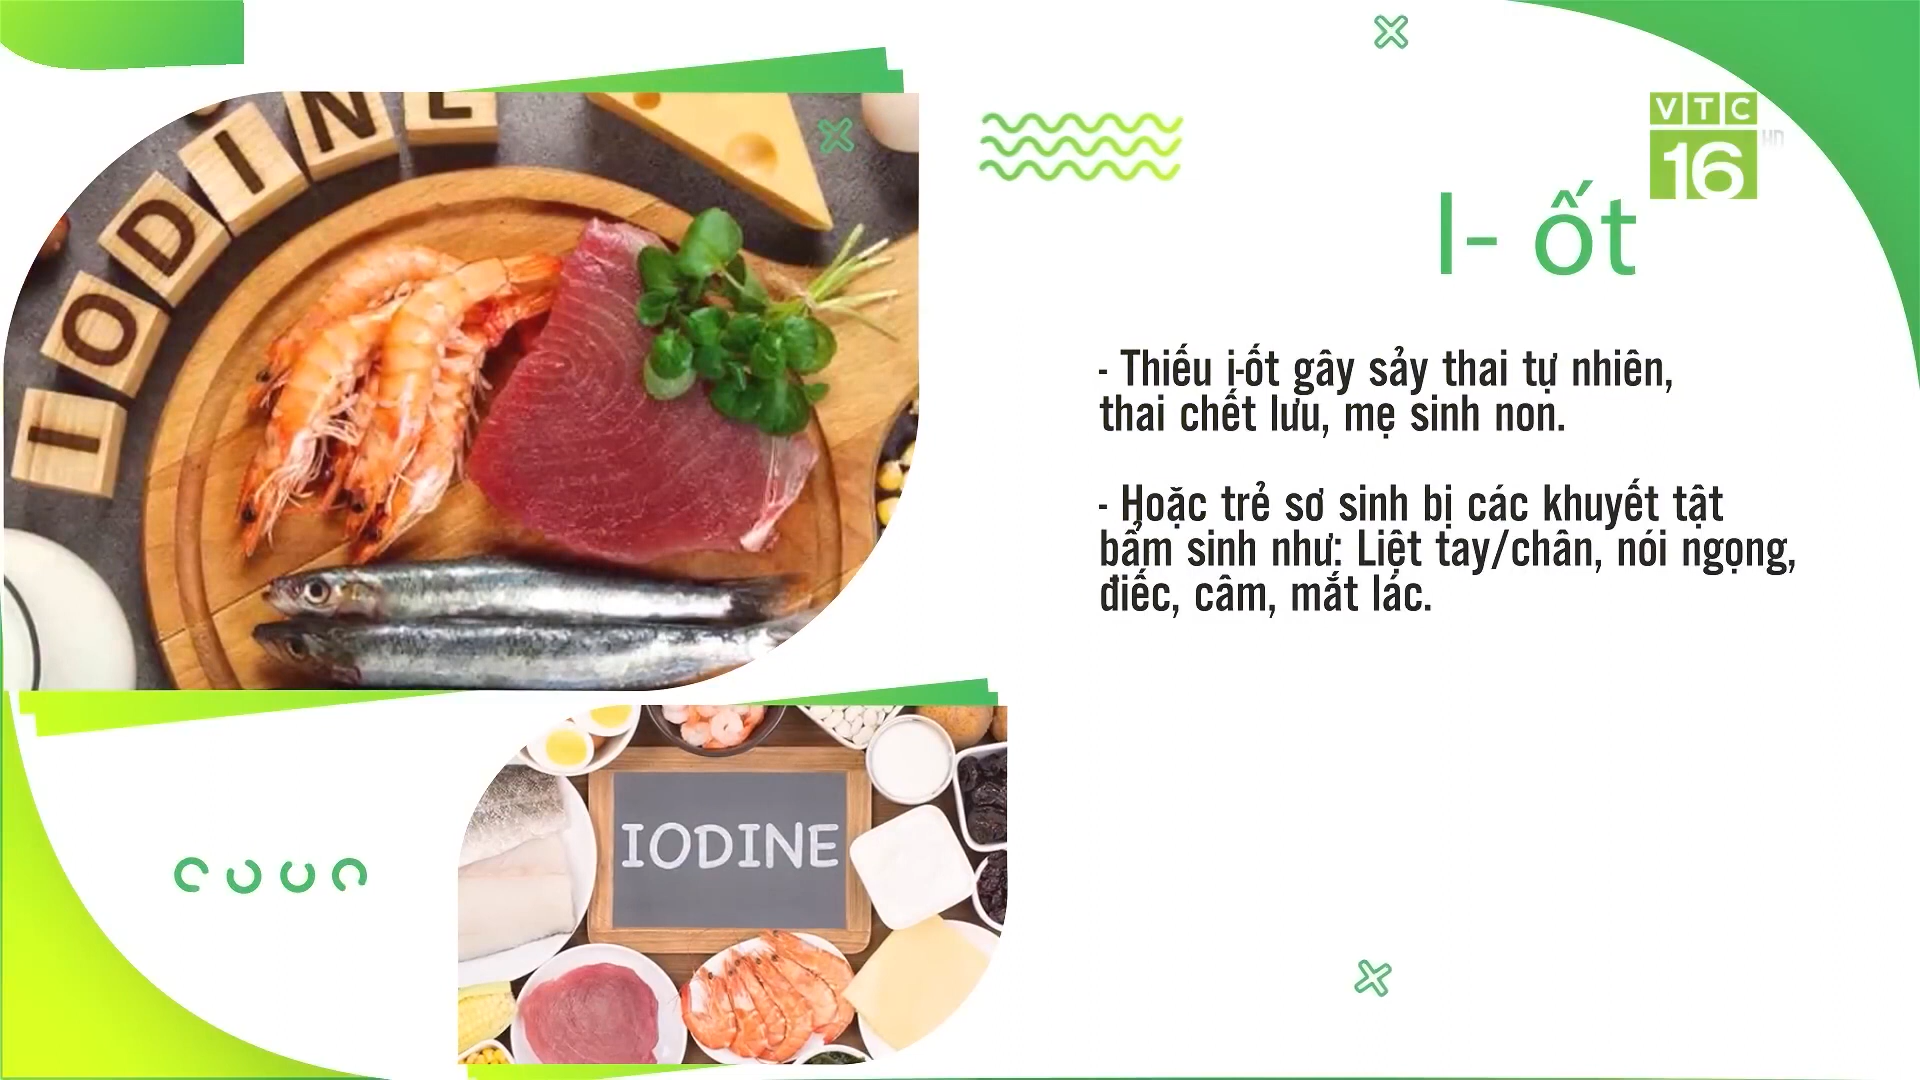 IODINE
VTC
16
HD
I- ốt
- Thiếu i-ốt gây sảy thai tự nhiên,
thai chết lưu, mẹ sinh non.
- Hoặc trẻ sơ sinh bị các khuyết tật
bẩm sinh như: Liệt tay/chân, nói ngọng,
điếc, câm, mắt lác.
IODINE